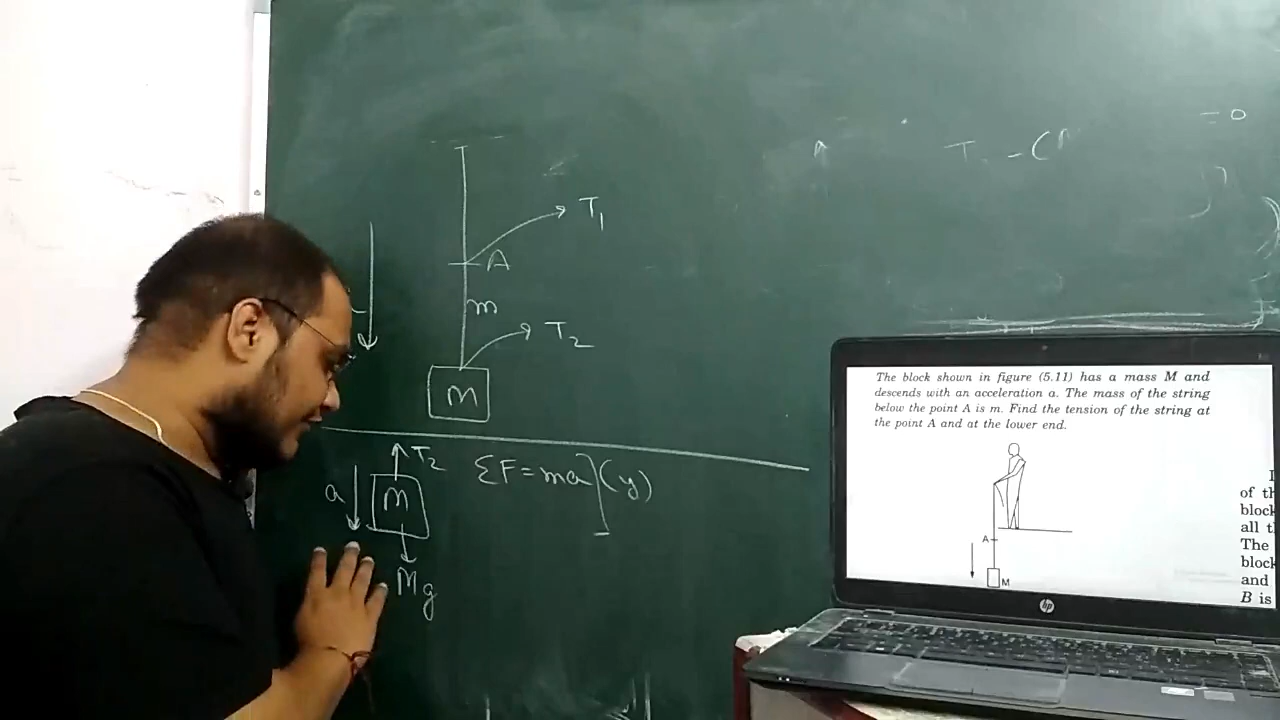 T₁
A
m
T₂
M
T₂
a
M
ΣF=ma](y)
Mg
= 0
The block shown in figure (5.11) has a mass M and
descends with an acceleration a. The mass of the string
below the point A is m. Find the tension of the string at
the point A and at the lower end.
A
M
of th
block
all t
The
block
and
B is
hp